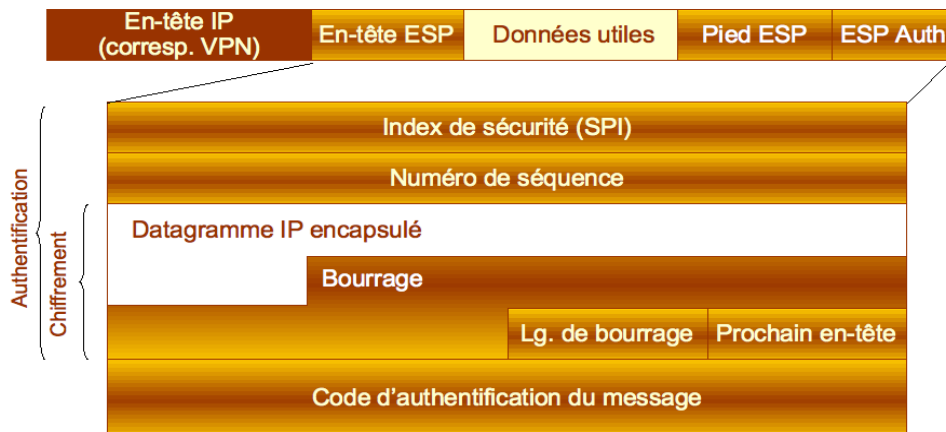 En-tête IP
(corresp. VPN)
En-tête ESP
Données utiles
Pied ESP
ESP Auth
Authentification
Chiffrement
Index de sécurité (SPI)
Numéro de séquence
Datagramme IP encapsulé
Bourrage
Lg. de bourrage
Prochain en-tête
Code d'authentification du message